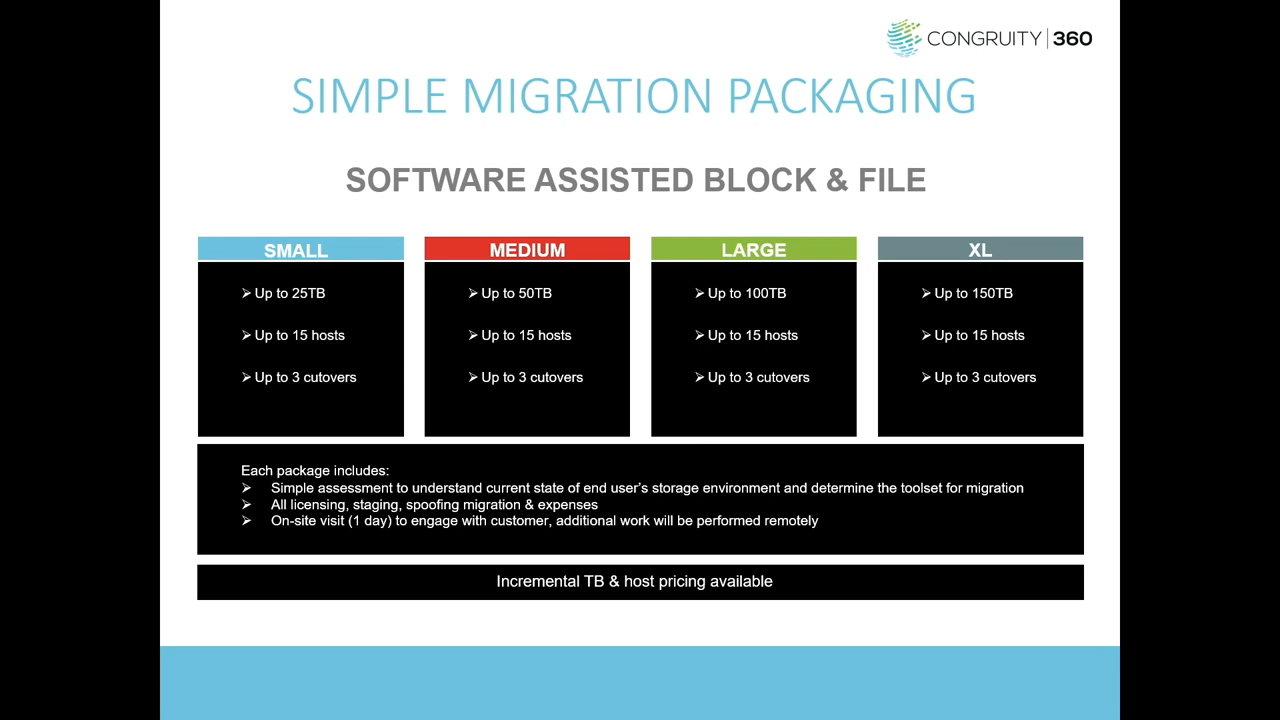 CONGRUITY | 360
SIMPLE MIGRATION PACKAGING
SOFTWARE ASSISTED BLOCK & FILE
SMALL
➢ Up to 25TB
➢ Up to 15 hosts
➢ Up to 3 cutovers
MEDIUM
➢ Up to 50TB
➢ Up to 15 hosts
➢ Up to 3 cutovers
LARGE
➢ Up to 100TB
➢ Up to 15 hosts
➢ Up to 3 cutovers
XL
➢ Up to 150TB
➢ Up to 15 hosts
➢ Up to 3 cutovers
Each package includes:
➢ Simple assessment to understand current state of end user’s storage environment and determine the toolset for migration
➢ All licensing, staging, spoofing migration & expenses
➢ On-site visit (1 day) to engage with customer, additional work will be performed remotely
Incremental TB & host pricing available